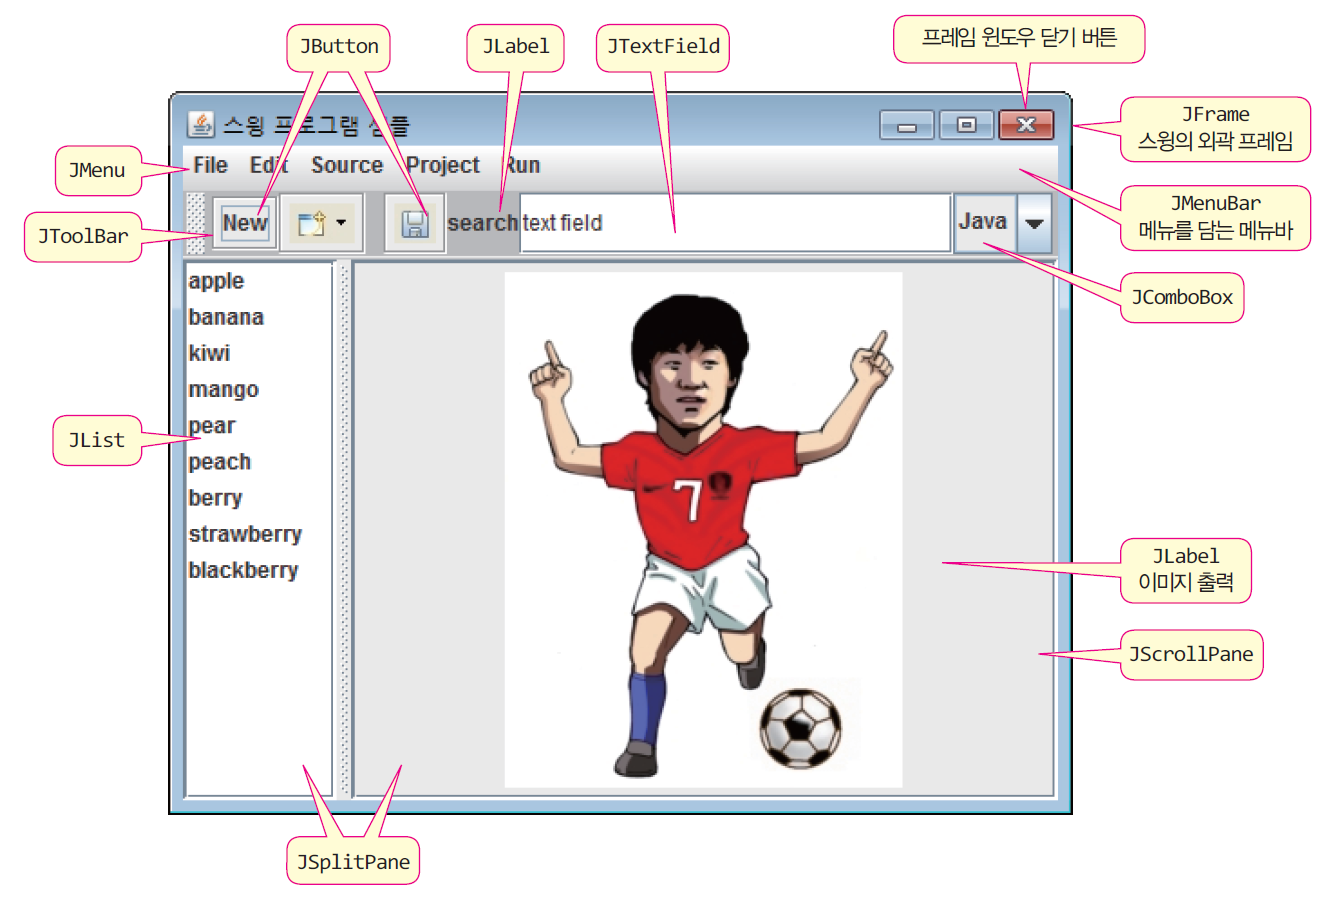 JButton
JLabel
JTextField
프레임 윈도우 닫기 버튼
스윙 프로그램 샘플
JFrame
스윙의 외곽 프레임
JMenu
File Edit Source Project Run
JMenuBar
메뉴를 담는 메뉴바
JToolBar
New
search
text field
Java
JComboBox
apple
banana
kiwi
mango
pear
peach
berry
strawberry
blackberry
JList
7
JLabel
이미지 출력
JScrollPane
JSplitPane